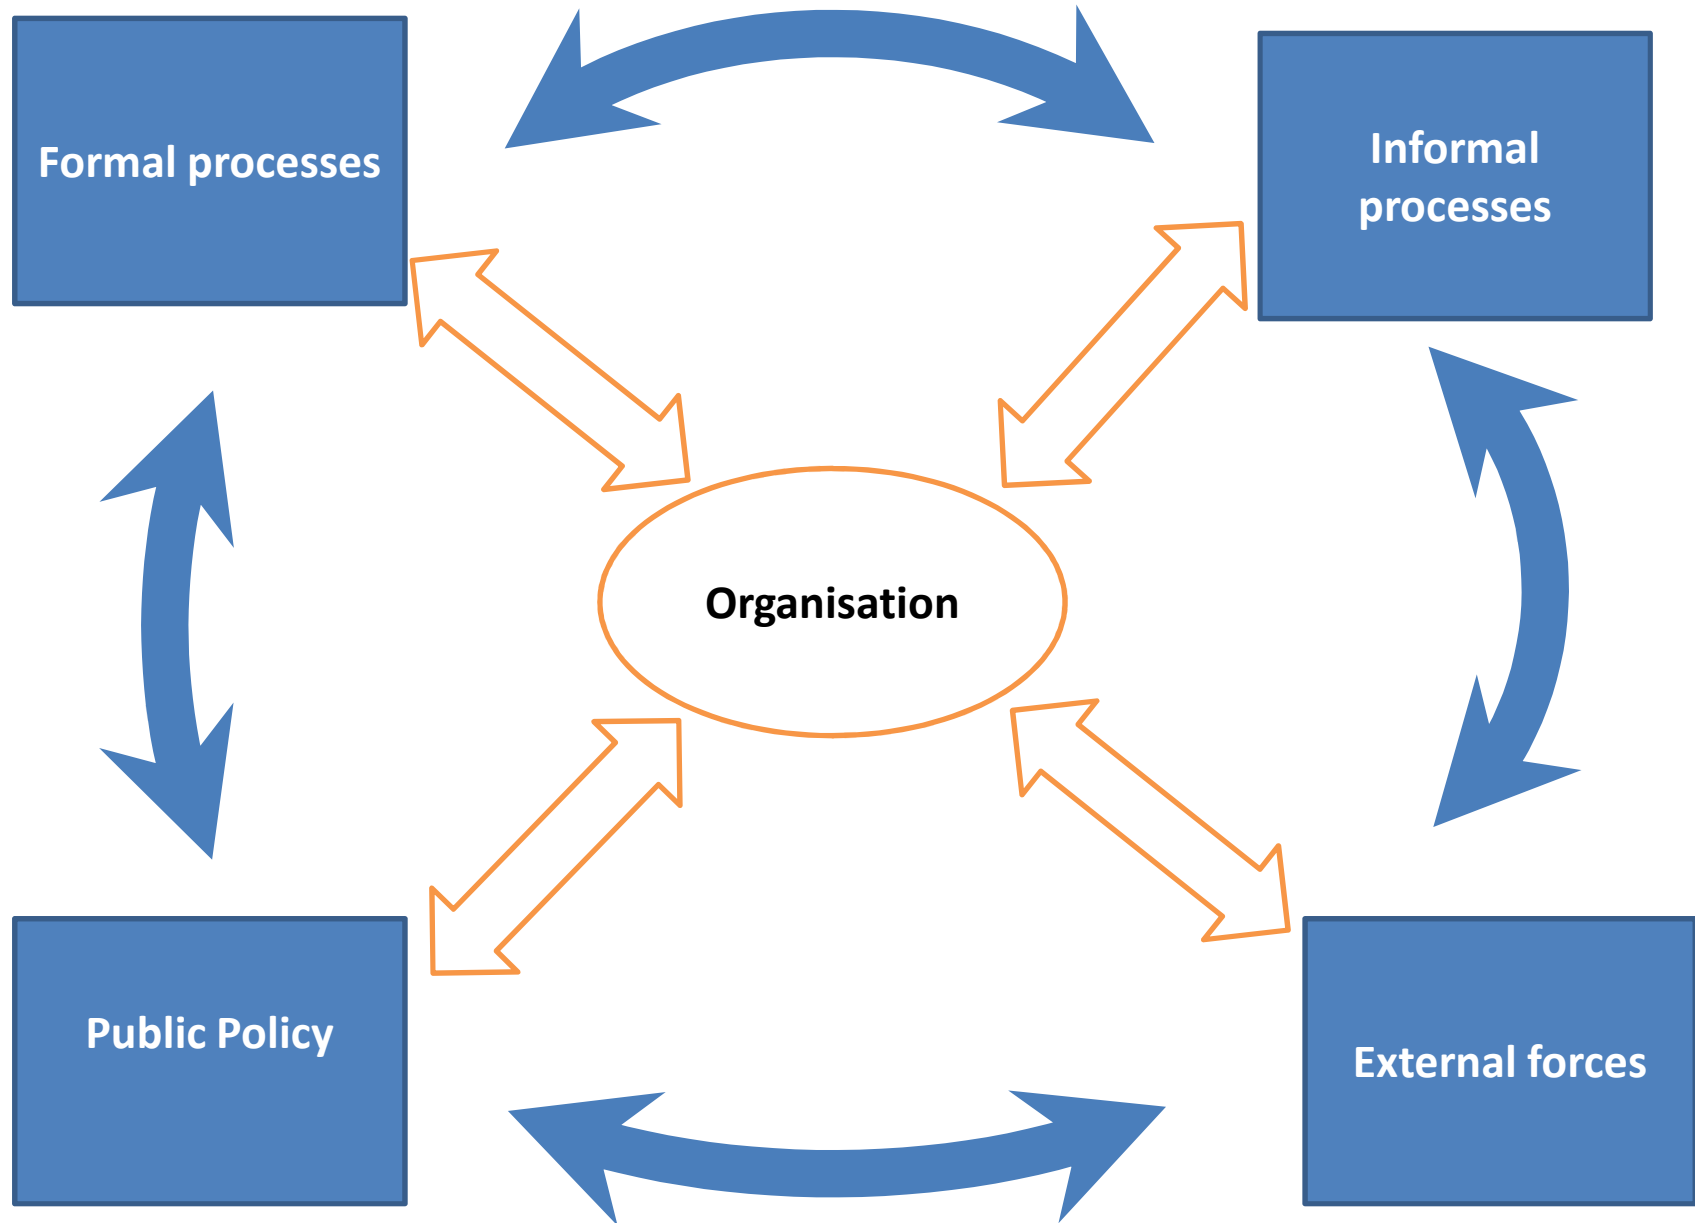 Formal processes
Informal
processes
Organisation
Public Policy
External forces